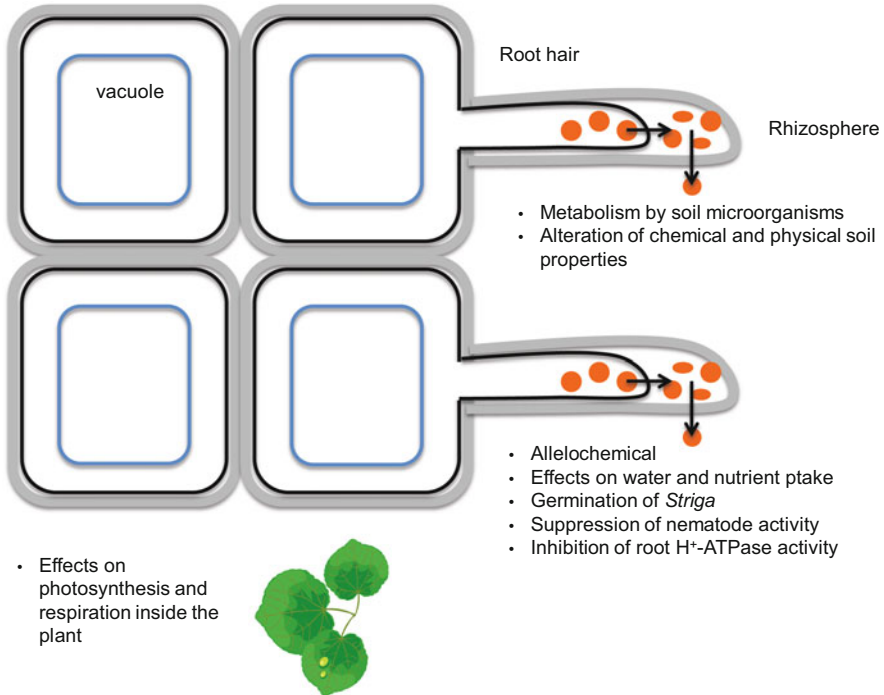 Root hair
vacuole
Rhizosphere
• Metabolism by soil microorganisms
• Alteration of chemical and physical soil
properties
• Allelochemical
• Effects on water and nutrient ptake
• Germination of Striga
• Suppression of nematode activity
• Inhibition of root H⁺-ATPase activity
• Effects on
photosynthesis and
respiration inside the
plant